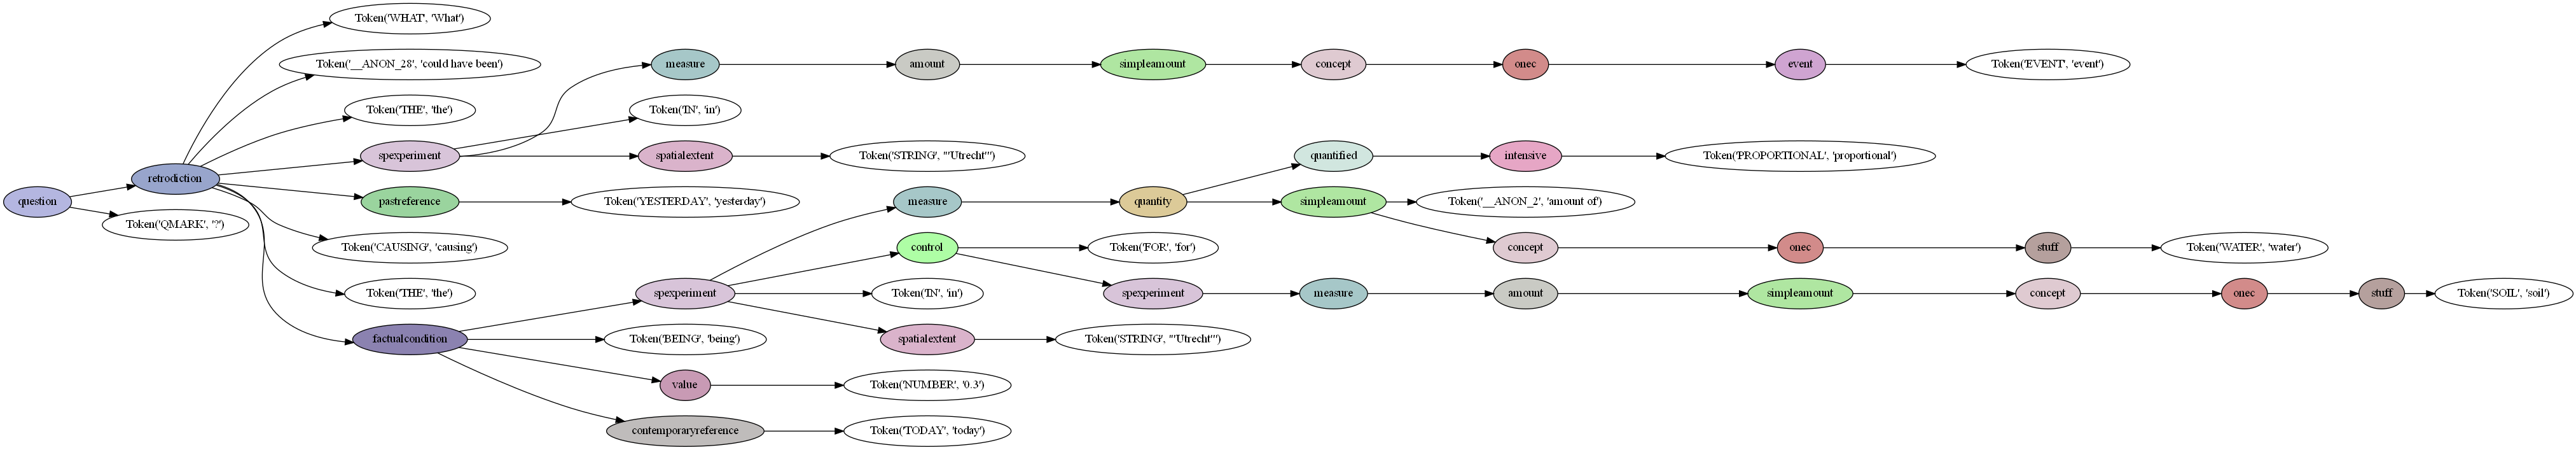 Token('WHAT', 'What')
Token('__ANON_28', 'could have been')
measure amount simpleamount concept onec event Token('EVENT', 'event')
Token('THE', 'the') Token('IN', 'in')
spexperiment spatialextent Token('STRING', "'Utrecht'") quantified intensive Token('PROPORTIONAL', 'proportional')
retrodiction
question pastreference Token('YESTERDAY', 'yesterday') measure quantity simpleamount Token('__ANON_2', 'amount of')
Token('QMARK', '?')
Token('CAUSING', 'causing') control Token('FOR', 'for') concept onec stuff Token('WATER', 'water')
Token('THE', 'the') spexperiment Token('IN', 'in') spexperiment measure amount simpleamount concept onec stuff Token('SOIL', 'soil')
factualcondition Token('BEING', 'being') spatialextent Token('STRING', "'Utrecht'")
value Token('NUMBER', '0.3')
contemporaryreference Token('TODAY', 'today')